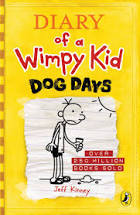 DIARY
of a
Wimpy Kid
DOG DAYS
OVER
250 MILLION
BOOKS SOLD
Jeff Kinney